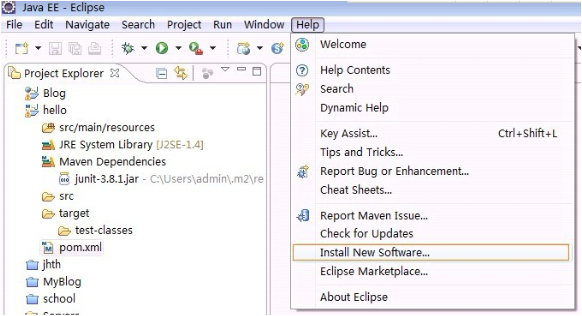 Java EE - Eclipse
File Edit Navigate Search Project Run Window Help
Project Explorer
Blog
hello
src/main/resources
JRE System Library [J2SE-1.4]
Maven Dependencies
junit-3.8.1.jar - C:\Users\admin\.m2\re
src
target
test-classes
pom.xml
jhth
MyBlog
school
Servers
Welcome
Help Contents
Search
Dynamic Help
Key Assist... Ctrl+Shift+L
Tips and Tricks...
Report Bug or Enhancement...
Cheat Sheets...
Report Maven Issue...
Check for Updates
Install New Software...
Eclipse Marketplace...
About Eclipse